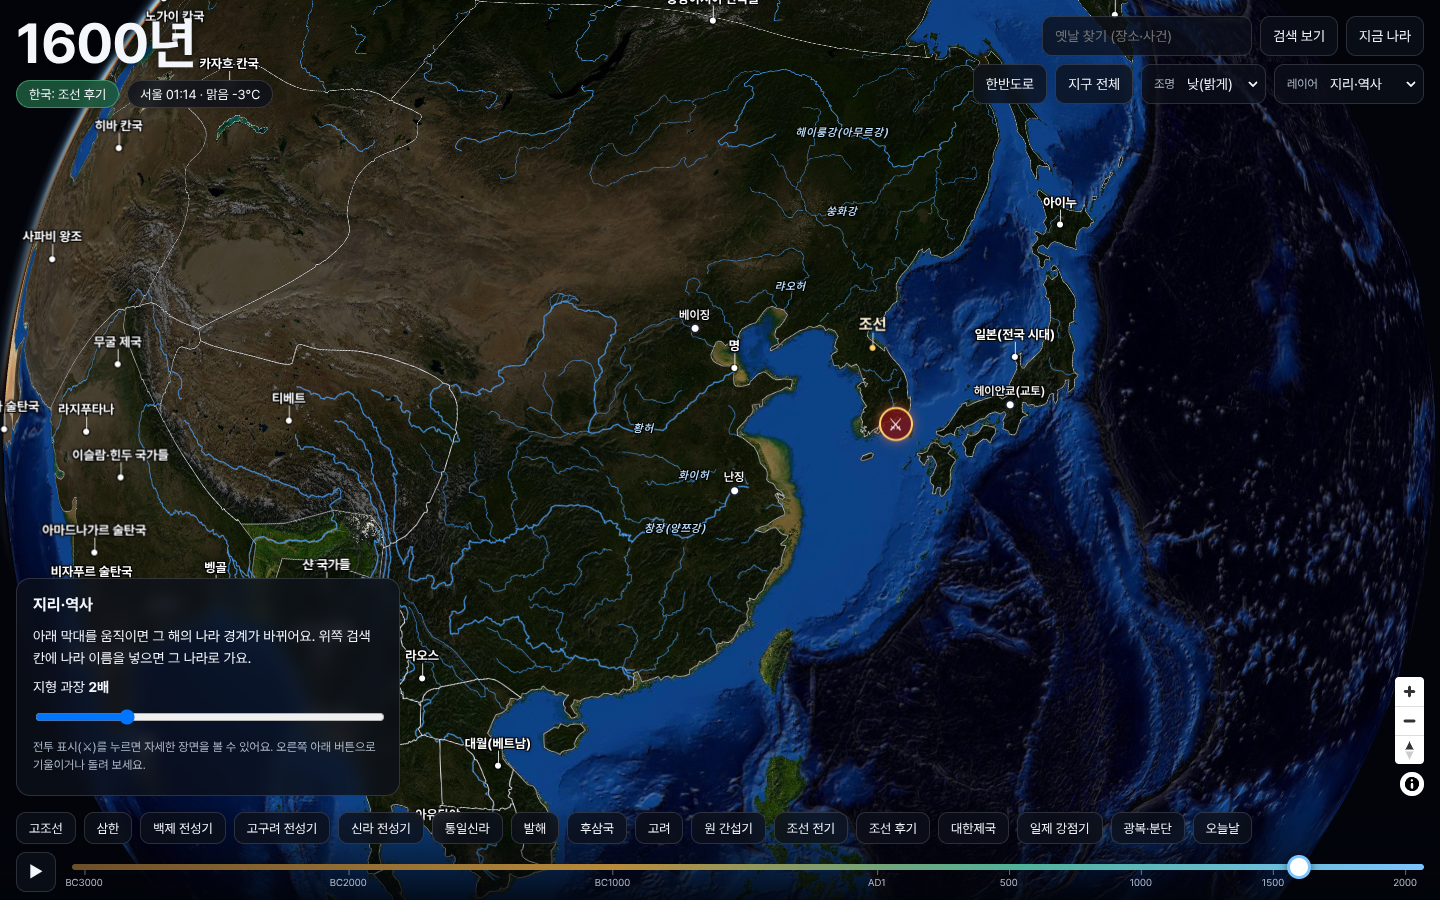 노가이 칸국
1600년
카자흐 칸국
옛날 찾기 (장소·사건)
검색 보기
지금 나라
한국: 조선 후기
서울 01:14 · 맑음 -3°C
한반도로
지구 전체
조명 낮(밝게)
레이어 지리·역사
히바 칸국
헤이룽강(아무르강)
아이누
쑹화강
사파비 왕조
라오허
베이징
조선
일본(전국 시대)
무굴 제국
명
헤이안쿄(교토)
티베트
술탄국
라지푸타나
황허
이슬람·힌두 국가들
화이허
난징
아마드나가르 술탄국
창장(양쯔강)
비자푸르 술탄국
벵골
샨 국가들
지리·역사
아래 막대를 움직이면 그 해의 나라 경계가 바뀌어요. 위쪽 검색
칸에 나라 이름을 넣으면 그 나라로 가요.
지형 과장 2배
전투 표시(⚔)를 누르면 자세한 장면을 볼 수 있어요. 오른쪽 아래 버튼으로
기울이거나 돌려 보세요.
라오스
대월(베트남)
고조선
삼한
백제 전성기
고구려 전성기
신라 전성기
통일신라
발해
후삼국
고려
원 간섭기
조선 전기
조선 후기
대한제국
일제 강점기
광복·분단
오늘날
BC3000
BC2000
BC1000
AD1
500
1000
1500
2000